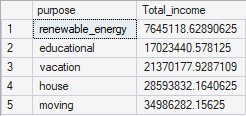 purpose Total_income
1 renewable_energy 7645118.62890625
2 educational 17023440.578125
3 vacation 21370177.9287109
4 house 28593832.1640625
5 moving 34986282.15625